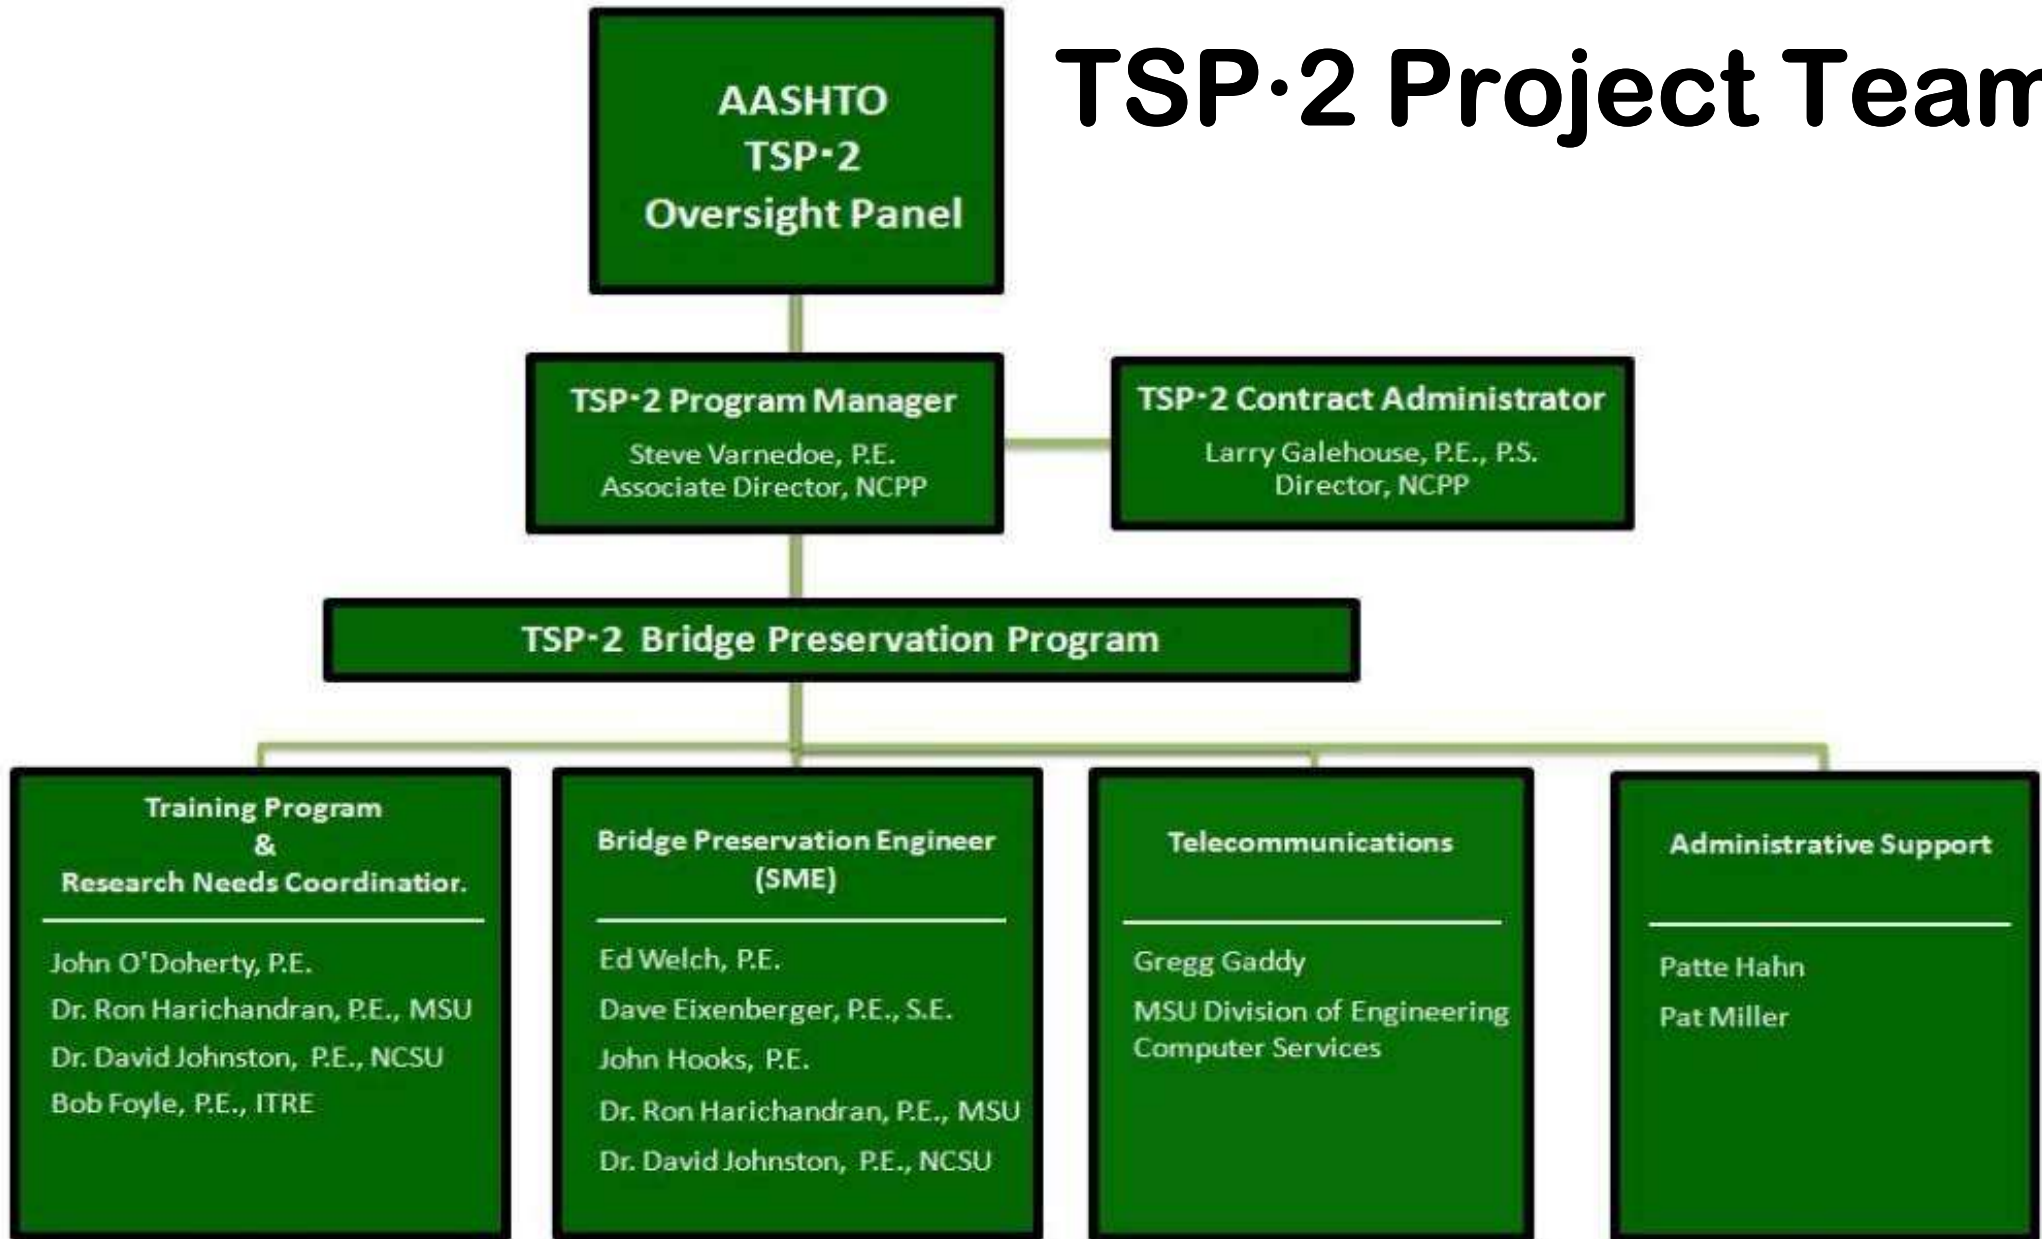 AASHTO
TSP·2
Oversight Panel
TSP·2 Project Team
TSP·2 Program Manager
Steve Varnedoe, P.E.
Associate Director, NCPP
TSP·2 Contract Administrator
Larry Galehouse, P.E., P.S.
Director, NCPP
TSP·2 Bridge Preservation Program
Training Program
&
Research Needs Coordinatior.
John O'Doherty, P.E.
Dr. Ron Harichandran, P.E., MSU
Dr. David Johnston, P.E., NCSU
Bob Foyle, P.E., ITRE
Bridge Preservation Engineer
(SME)
Ed Welch, P.E.
Dave Eixenberger, P.E., S.E.
John Hooks, P.E.
Dr. Ron Harichandran, P.E., MSU
Dr. David Johnston, P.E., NCSU
Telecommunications
Gregg Gaddy
MSU Division of Engineering
Computer Services
Administrative Support
Patte Hahn
Pat Miller